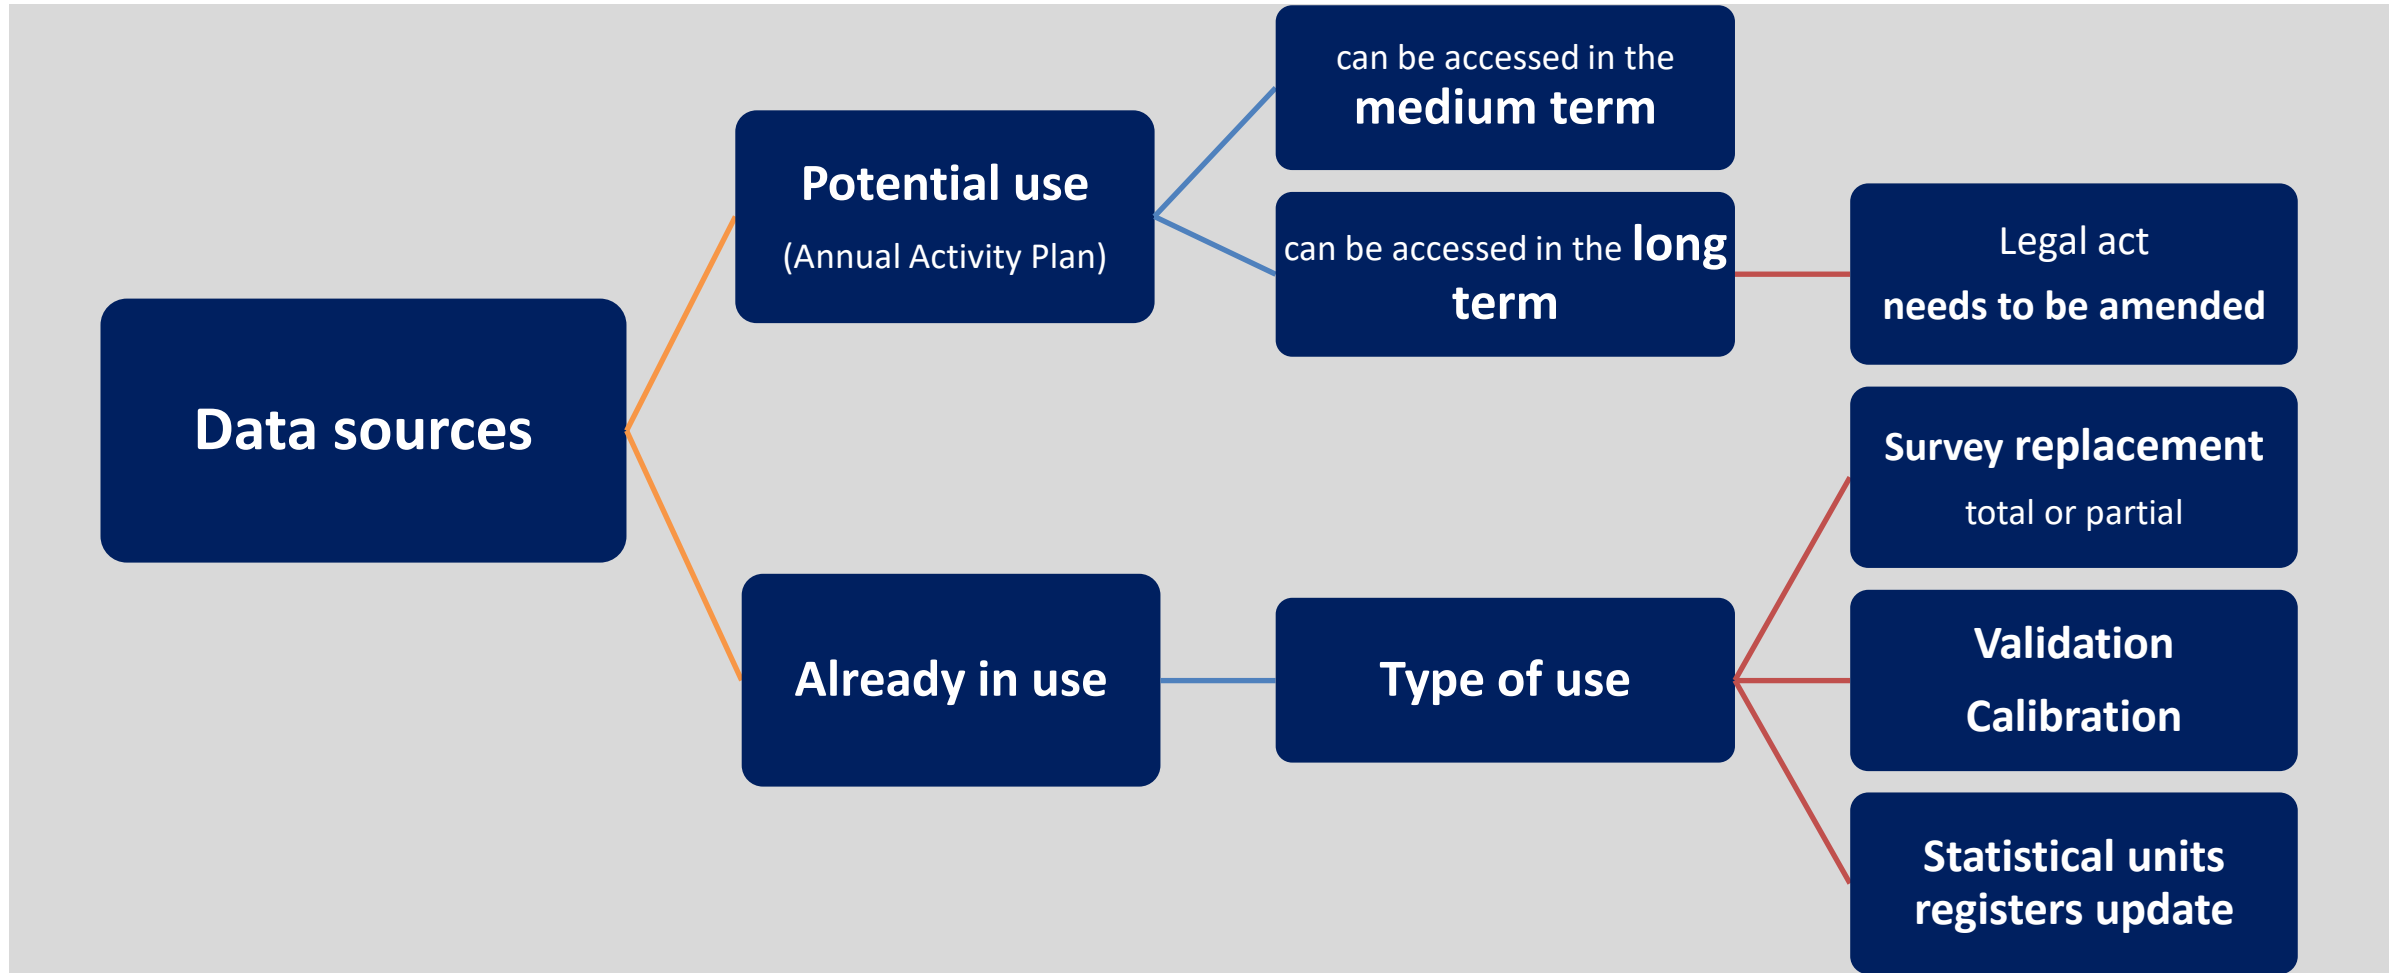 Data sources
Potential use
(Annual Activity Plan)
can be accessed in the
medium term
can be accessed in the long
term
Legal act
needs to be amended
Already in use
Type of use
Survey replacement
total or partial
Validation
Calibration
Statistical units
registers update